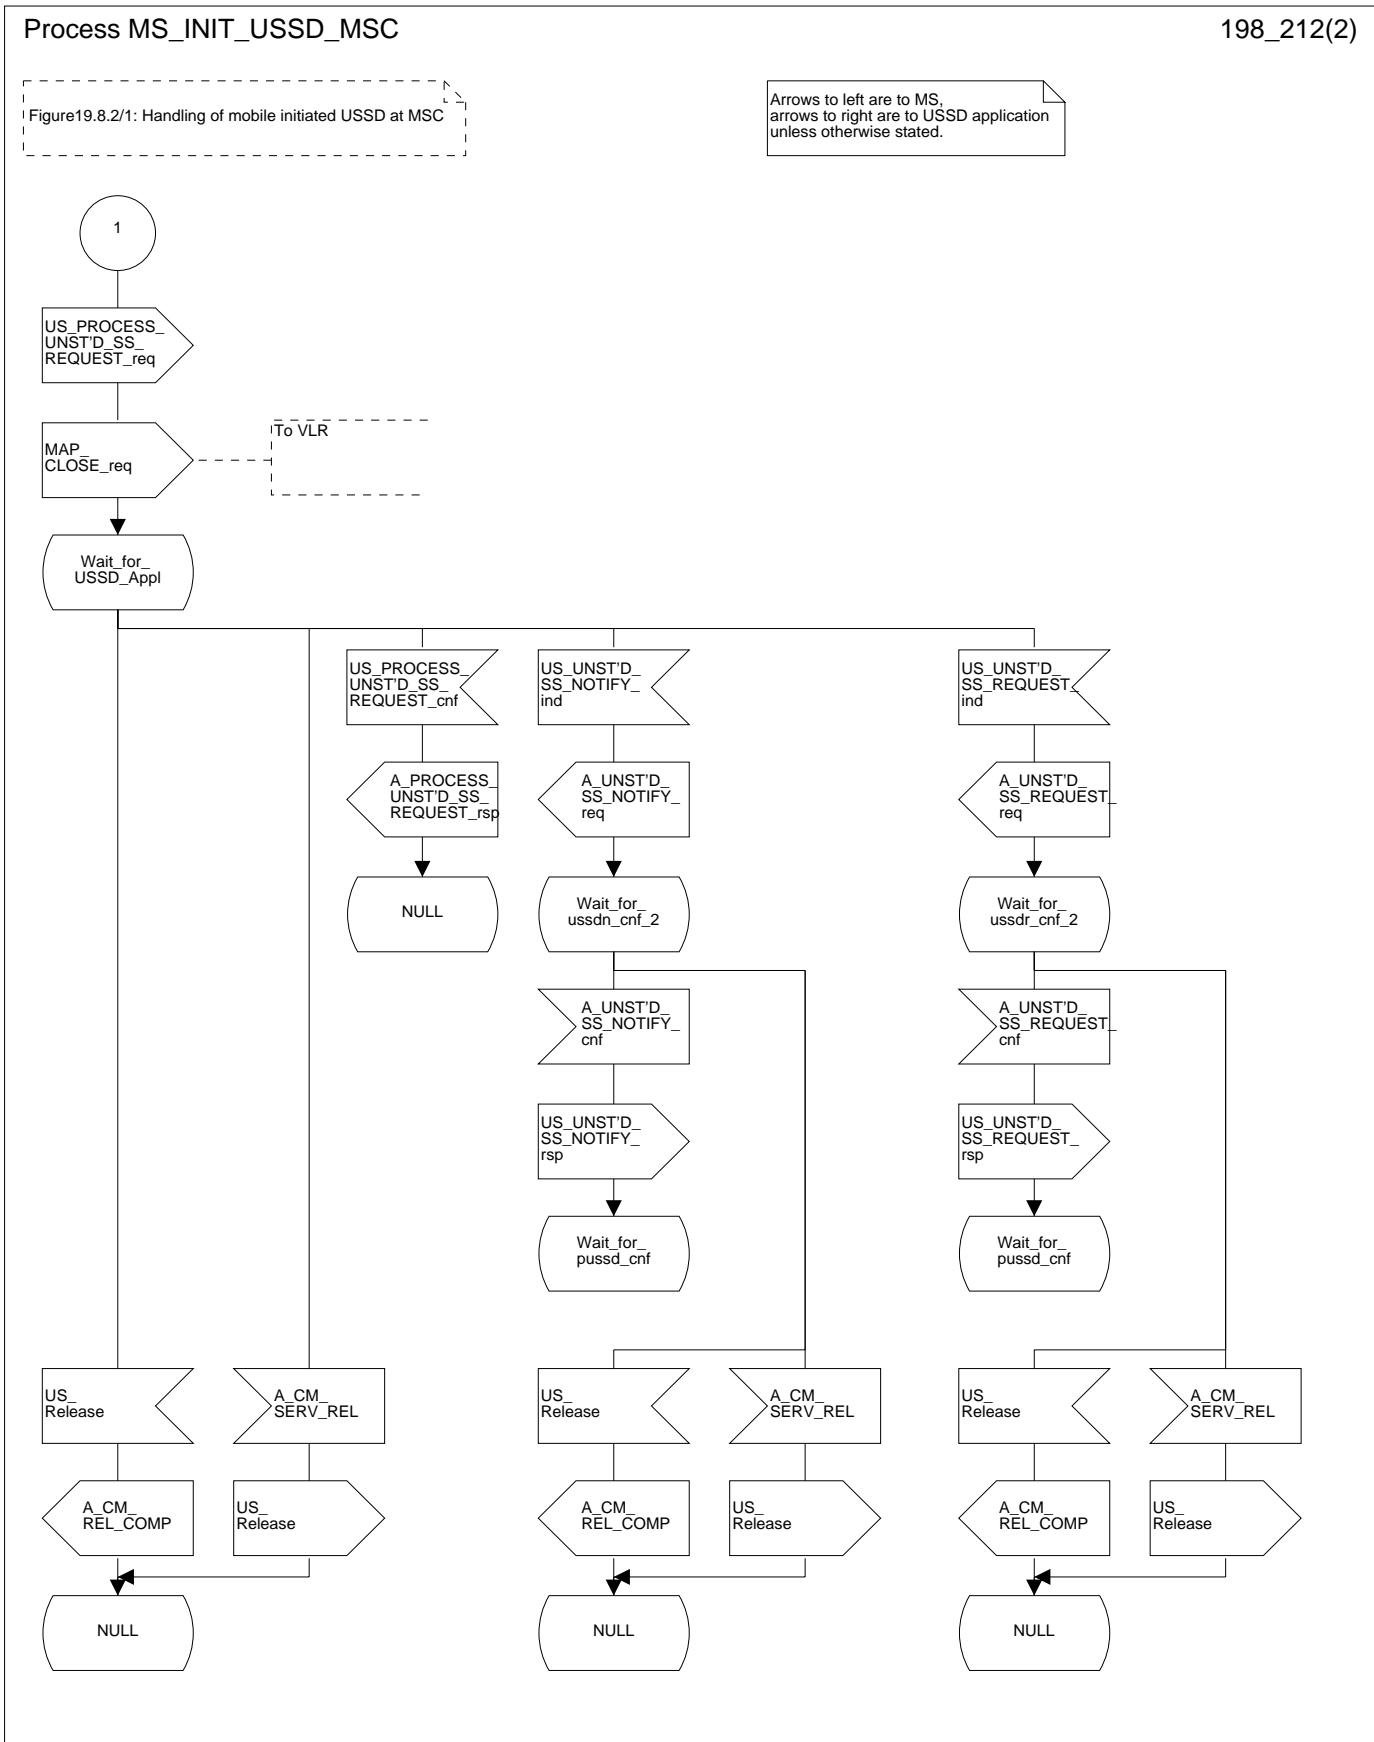 Process MS_INIT_USSD_MSC
198_212(2)
Figure19.8.2/1: Handling of mobile initiated USSD at MSC
Arrows to left are to MS,
arrows to right are to USSD application
unless otherwise stated.
1
US_PROCESS_
UNST'D_SS_
REQUEST_req
MAP_
CLOSE_req
To VLR
Wait_for_
USSD_Appl
US_PROCESS_
UNST'D_SS_
REQUEST_cnf
US_UNST'D_
SS_NOTIFY_
ind
US_UNST'D_
SS_REQUEST_
ind
A_PROCESS_
UNST'D_SS_
REQUEST_rsp
A_UNST'D_
SS_NOTIFY_
req
A_UNST'D_
SS_REQUEST_
req
NULL
Wait_for_
ussdn_cnf_2
Wait_for_
ussdr_cnf_2
A_UNST'D_
SS_NOTIFY_
cnf
A_UNST'D_
SS_REQUEST_
cnf
US_UNST'D_
SS_NOTIFY_
rsp
US_UNST'D_
SS_REQUEST_
rsp
Wait_for_
pussd_cnf
Wait_for_
pussd_cnf
US_
Release
A_CM_
SERV_REL
US_
Release
A_CM_
SERV_REL
US_
Release
A_CM_
SERV_REL
A_CM_
REL_COMP
US_
Release
A_CM_
REL_COMP
US_
Release
A_CM_
REL_COMP
US_
Release
NULL
NULL
NULL